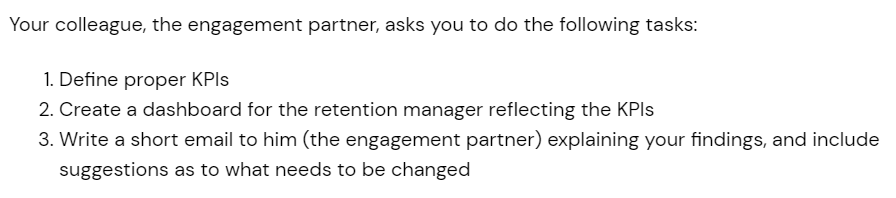 Your colleague, the engagement partner, asks you to do the following tasks:
1. Define proper KPIs
2. Create a dashboard for the retention manager reflecting the KPIs
3. Write a short email to him (the engagement partner) explaining your findings, and include
suggestions as to what needs to be changed